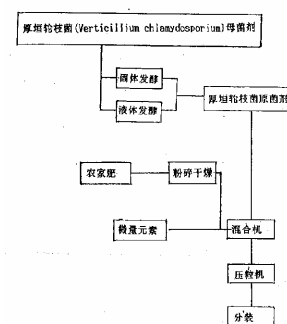 厚垣轮枝菌(Verticillium chlamydosporium)母菌剂
固体发酵
液体发酵
厚垣轮枝菌原菌剂
农家肥
粉碎干燥
微量元素
混合机
压粒机
分装